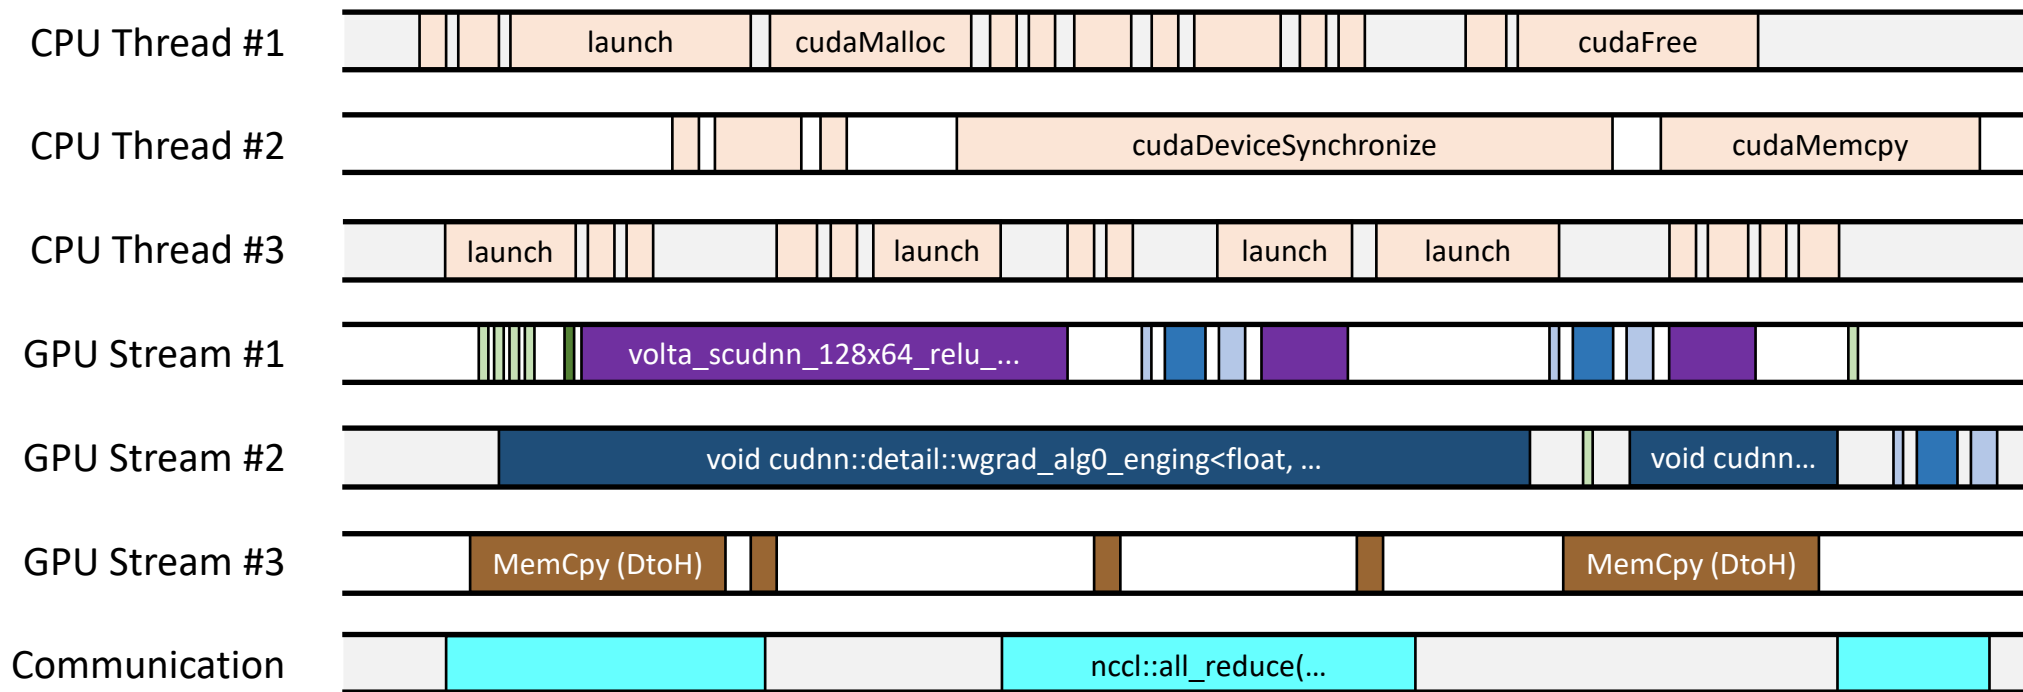 CPU Thread #1
launch
cudaMalloc
cudaFree
CPU Thread #2
cudaDeviceSynchronize
cudaMemcpy
CPU Thread #3
launch
launch
launch
launch
GPU Stream #1
volta_scudnn_128x64_relu_...
GPU Stream #2
void cudnn::detail::wgrad_alg0_enging<float, ...
void cudnn...
GPU Stream #3
MemCpy (DtoH)
MemCpy (DtoH)
Communication
nccl::all_reduce(...